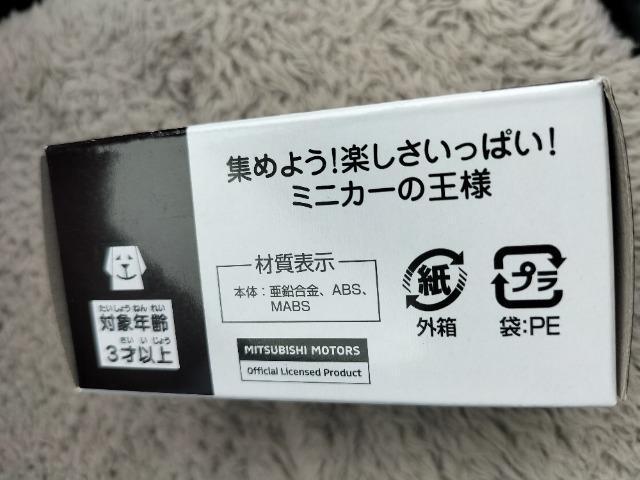 集めよう!楽しさいっぱい!
ミニカーの王様
材質表示
本体:亜鉛合金、ABS、
MABS
紙
外箱
プラ
袋:PE
MITSUBISHI MOTORS
Official Licensed Product
たいしょうねんれい
対象年齢
さいいじょう
3才以上